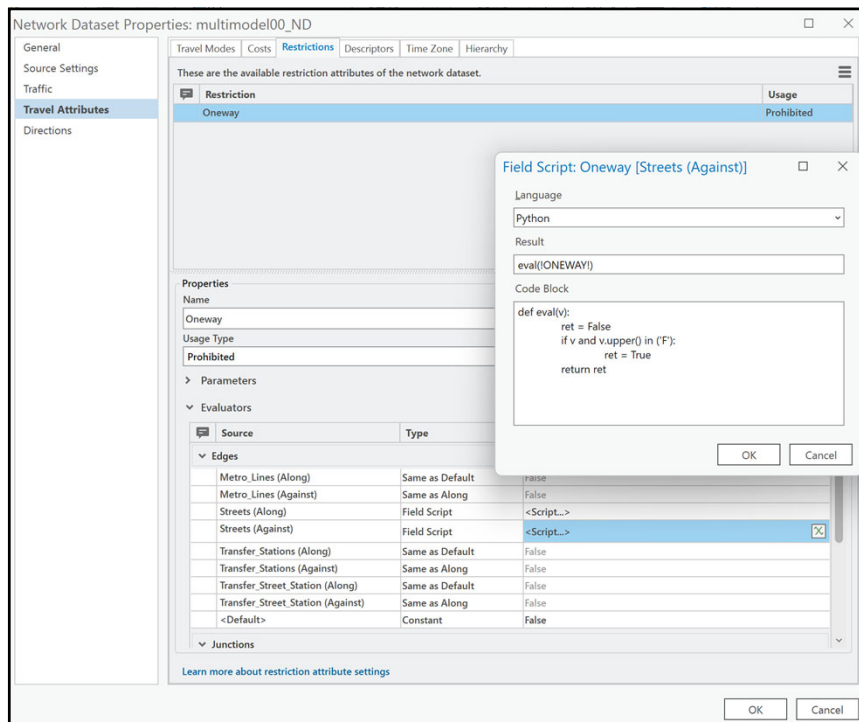 Network Dataset Properties: multimodel00_ND
General
Source Settings
Traffic
Travel Attributes
Directions
Travel Modes Costs Restrictions Descriptors Time Zone Hierarchy
These are the available restriction attributes of the network dataset.
Restriction Usage
Oneway Prohibited
Field Script: Oneway [Streets (Against)]
Language
Python
Result
eval(!ONEWAY!)
Code Block
def eval(v):
ret = False
if v and v.upper() in ('F'):
ret = True
return ret
OK Cancel
Properties
Name
Oneway
Usage Type
Prohibited
Parameters
Evaluators
Source Type
Edges
Metro_Lines (Along) Same as Default False
Metro_Lines (Against) Same as Along False
Streets (Along) Field Script <Script...>
Streets (Against) Field Script <Script...>
Transfer_Stations (Along) Same as Default False
Transfer_Stations (Against) Same as Along False
Transfer_Street_Station (Along) Same as Default False
Transfer_Street_Station (Against) Same as Along False
<Default> Constant False
Junctions
Learn more about restriction attribute settings
OK Cancel